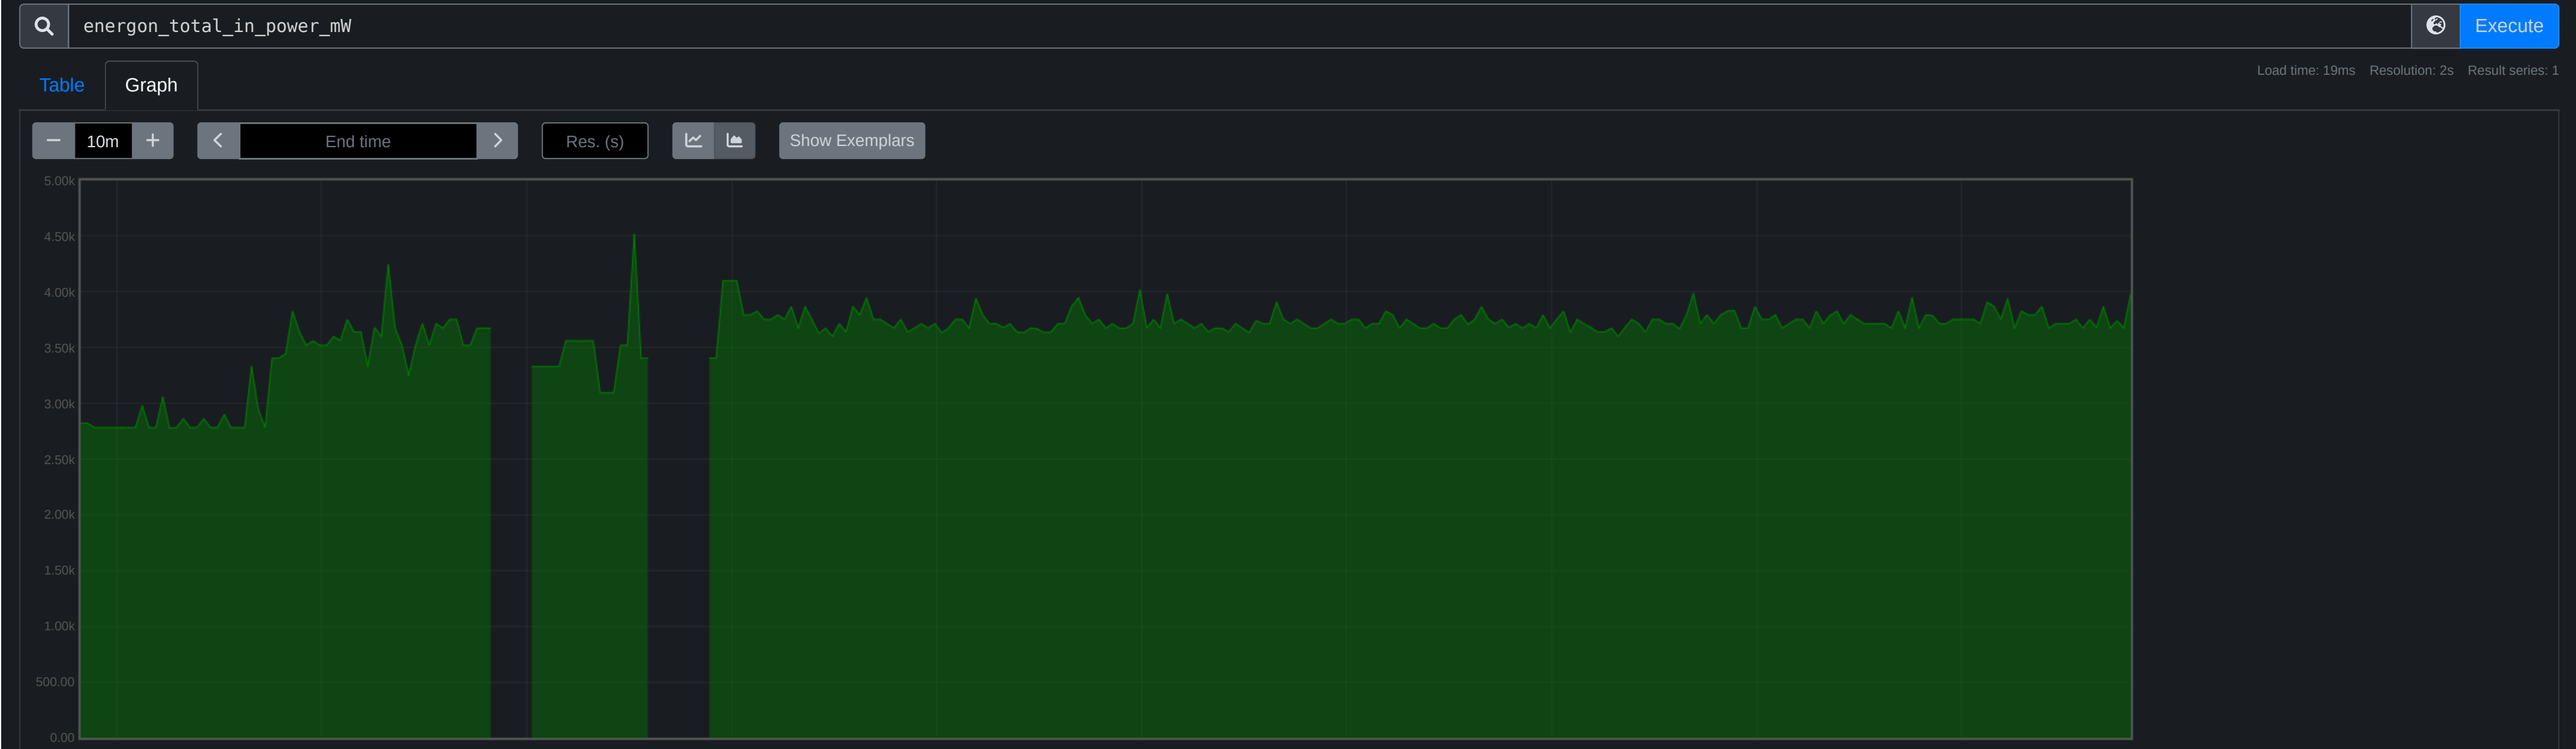 energon_total_in_power_mW
Execute
Table
Graph
Load time: 19ms Resolution: 2s Result series: 1
10m
End time
Res. (s)
Show Exemplars
5.00k
4.50k
4.00k
3.50k
3.00k
2.50k
2.00k
1.50k
1.00k
500.00
0.00